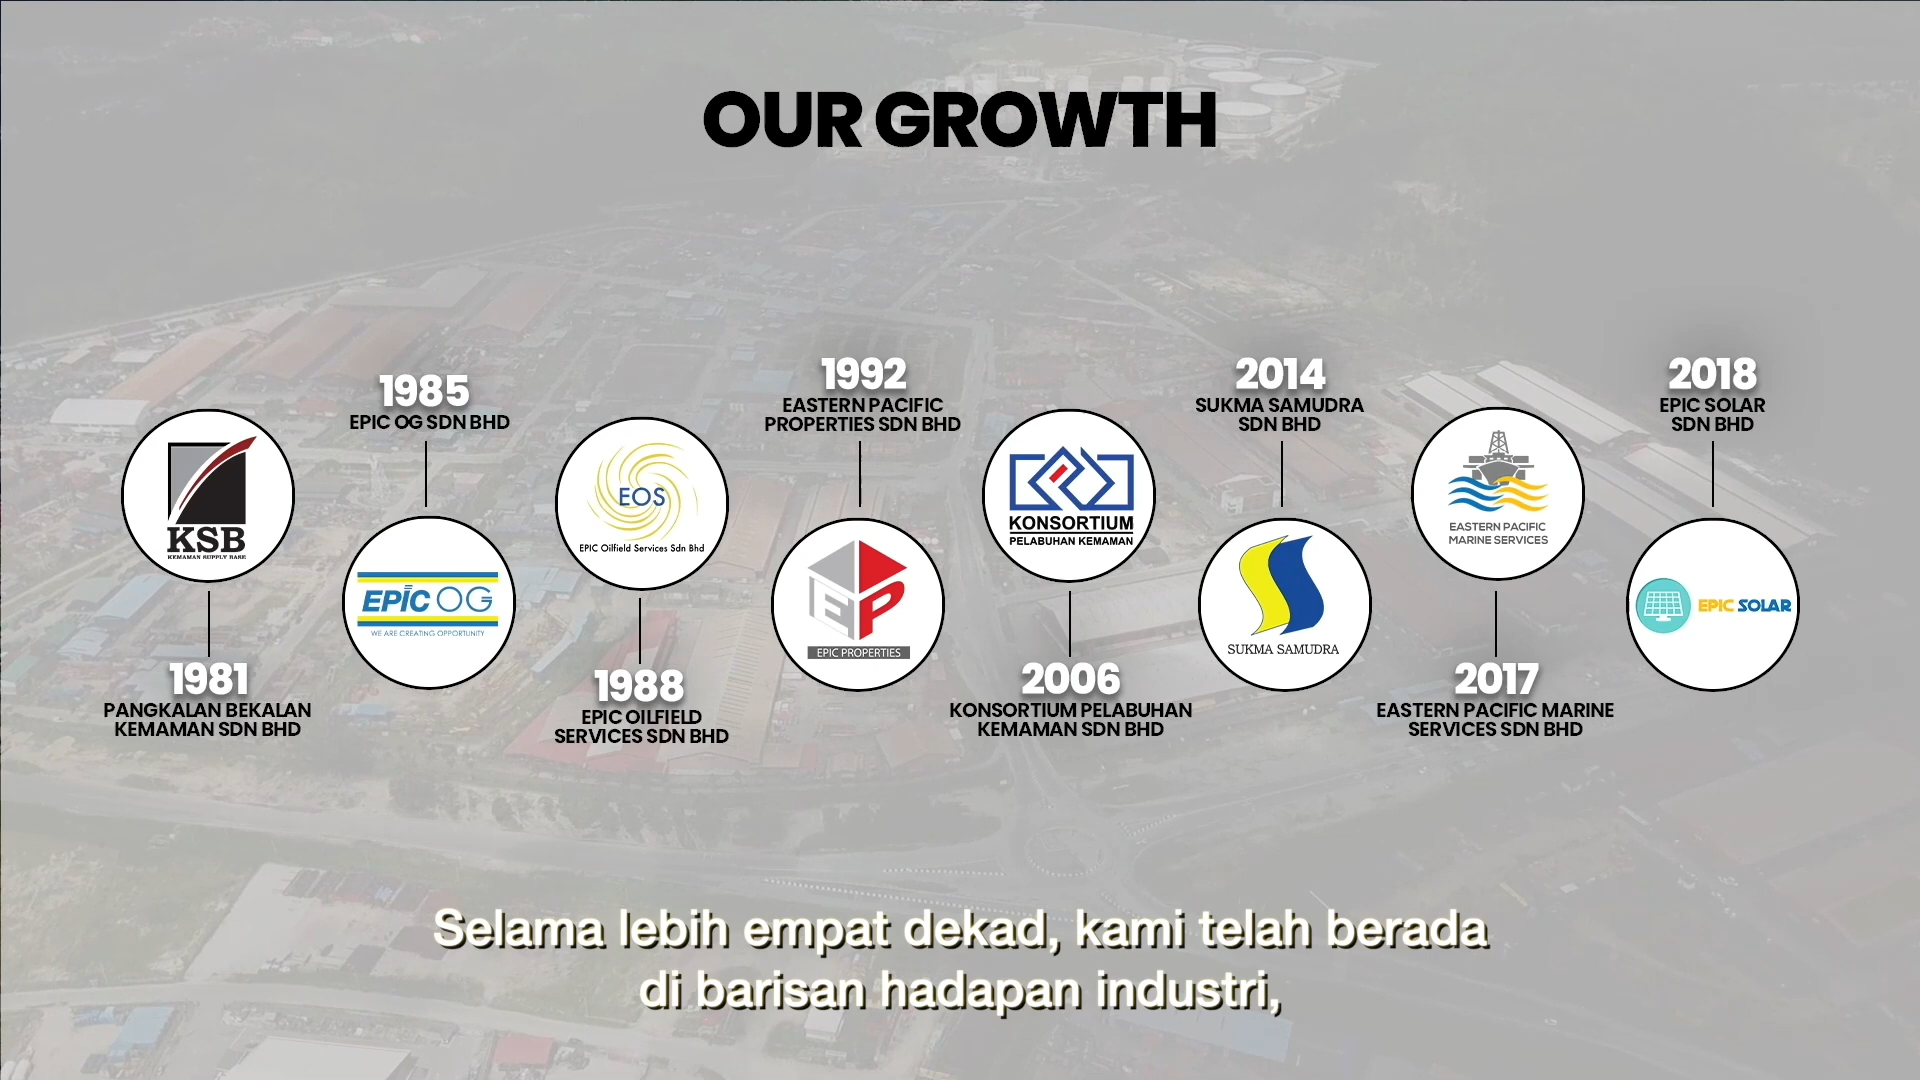 OUR GROWTH
KSB
KEMAMAN SUPPLY BASE
1981
PANGKALAN BEKALAN
KEMAMAN SDN BHD
1985
EPIC OG SDN BHD
EPIC OG
WE ARE CREATING OPPORTUNITY
EOS
EPIC Oilfield Services Sdn Bhd
1988
EPIC OILFIELD
SERVICES SDN BHD
1992
EASTERN PACIFIC
PROPERTIES SDN BHD
EP
EPIC PROPERTIES
KONSORTIUM
PELABUHAN KEMAMAN
2006
KONSORTIUM PELABUHAN
KEMAMAN SDN BHD
2014
SUKMA SAMUDRA
SDN BHD
SUKMA SAMUDRA
EASTERN PACIFIC
MARINE SERVICES
2017
EASTERN PACIFIC MARINE
SERVICES SDN BHD
2018
EPIC SOLAR
SDN BHD
EPIC SOLAR
Selama lebih empat dekad, kami telah berada
di barisan hadapan industri,